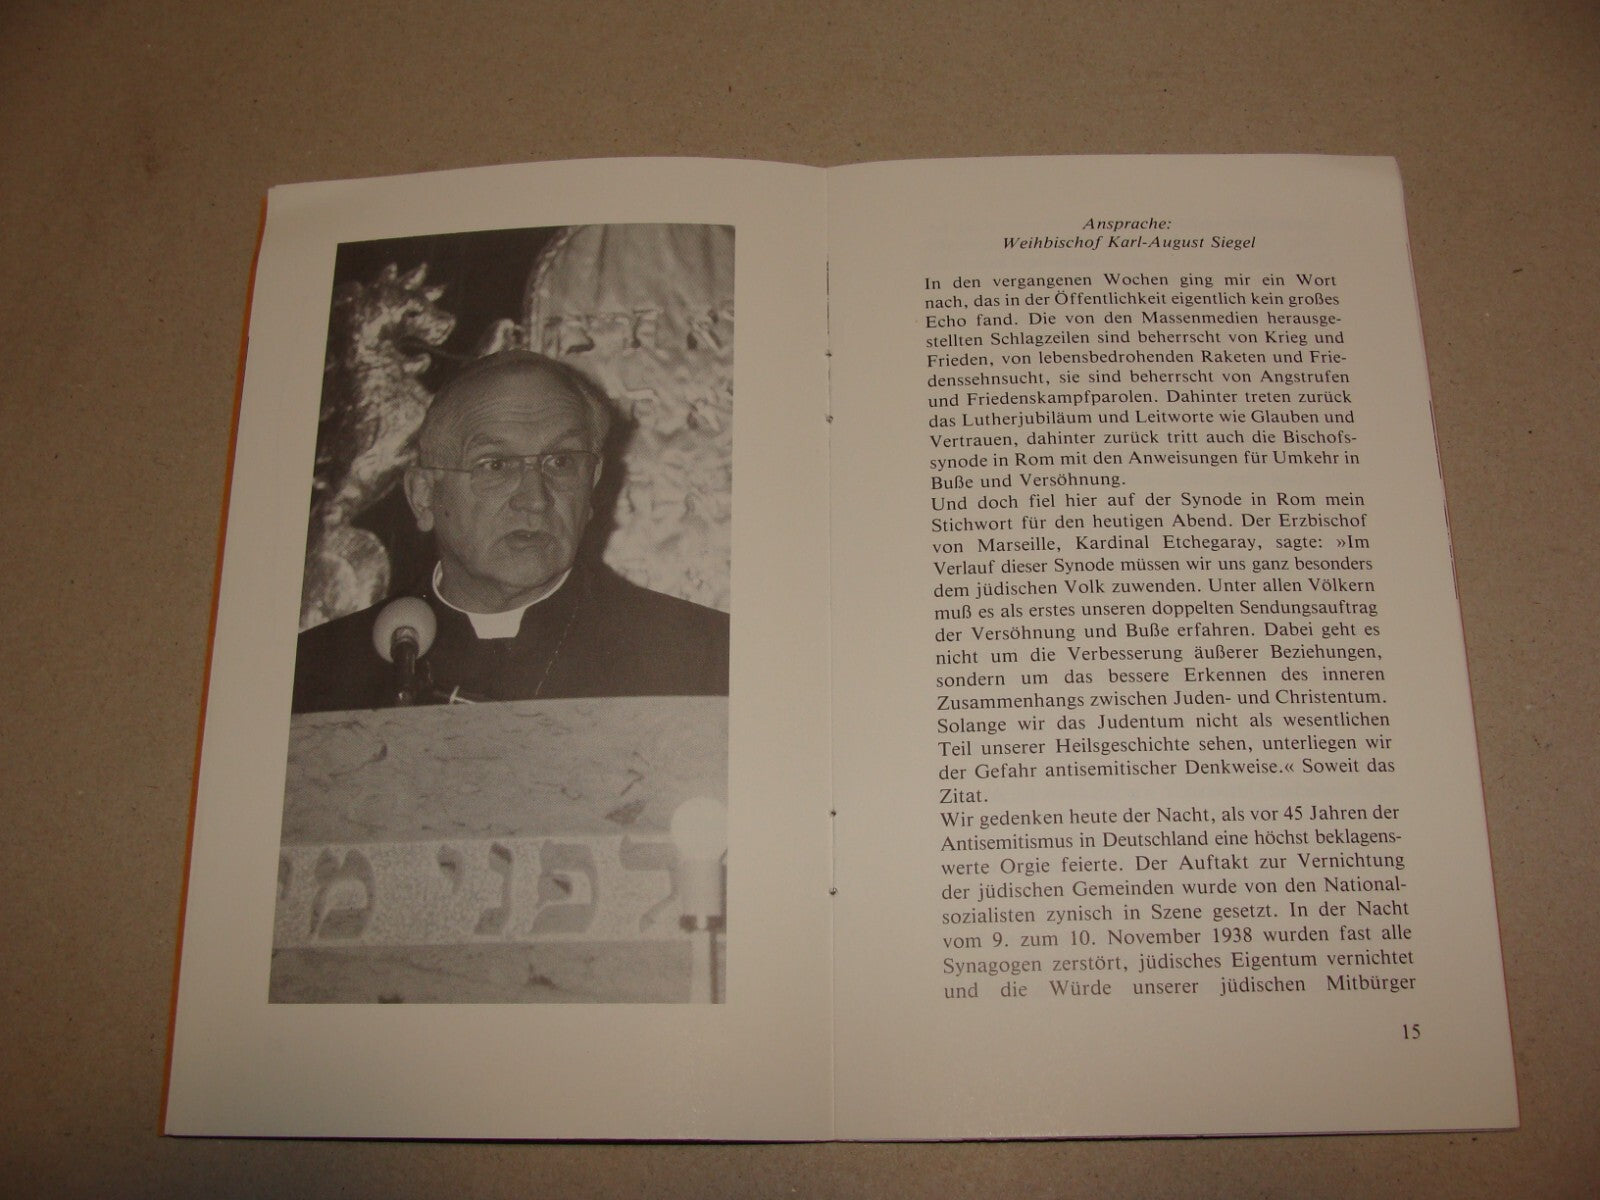 לפני מי
Ansprache:
Weihbischof Karl-August Siegel
In den vergangenen Wochen ging mir ein Wort
nach, das in der Öffentlichkeit eigentlich kein großes
Echo fand. Die von den Massenmedien herausge-
stellten Schlagzeilen sind beherrscht von Krieg und
Frieden, von lebensbedrohenden Raketen und Frie-
denssehnsucht, sie sind beherrscht von Angstrufen
und Friedenskampfparolen. Dahinter treten zurück
das Lutherjubiläum und Leitworte wie Glauben und
Vertrauen, dahinter zurück tritt auch die Bischofs-
synode in Rom mit den Anweisungen für Umkehr in
Buße und Versöhnung.
Und doch fiel hier auf der Synode in Rom mein
Stichwort für den heutigen Abend. Der Erzbischof
von Marseille, Kardinal Etchegaray, sagte: »Im
Verlauf dieser Synode müssen wir uns ganz besonders
dem jüdischen Volk zuwenden. Unter allen Völkern
muß es als erstes unseren doppelten Sendungsauftrag
der Versöhnung und Buße erfahren. Dabei geht es
nicht um die Verbesserung äußerer Beziehungen,
sondern um das bessere Erkennen des inneren
Zusammenhangs zwischen Juden- und Christentum.
Solange wir das Judentum nicht als wesentlichen
Teil unserer Heilsgeschichte sehen, unterliegen wir
der Gefahr antisemitischer Denkweise.« Soweit das
Zitat.
Wir gedenken heute der Nacht, als vor 45 Jahren der
Antisemitismus in Deutschland eine höchst beklagens-
werte Orgie feierte. Der Auftakt zur Vernichtung
der jüdischen Gemeinden wurde von den National-
sozialisten zynisch in Szene gesetzt. In der Nacht
vom 9. zum 10. November 1938 wurden fast alle
Synagogen zerstört, jüdisches Eigentum vernichtet
und die Würde unserer jüdischen Mitbürger
15